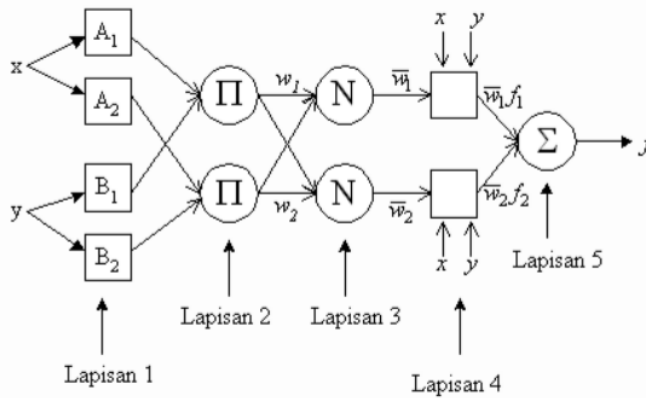 x y
A₁
x
A₂
Π w₁ N w̅₁ w̅₁f₁
Σ
B₁
y
Π w₂ N w̅₂ w̅₂f₂
B₂
x y
Lapisan 5
Lapisan 2 Lapisan 3
Lapisan 1 Lapisan 4